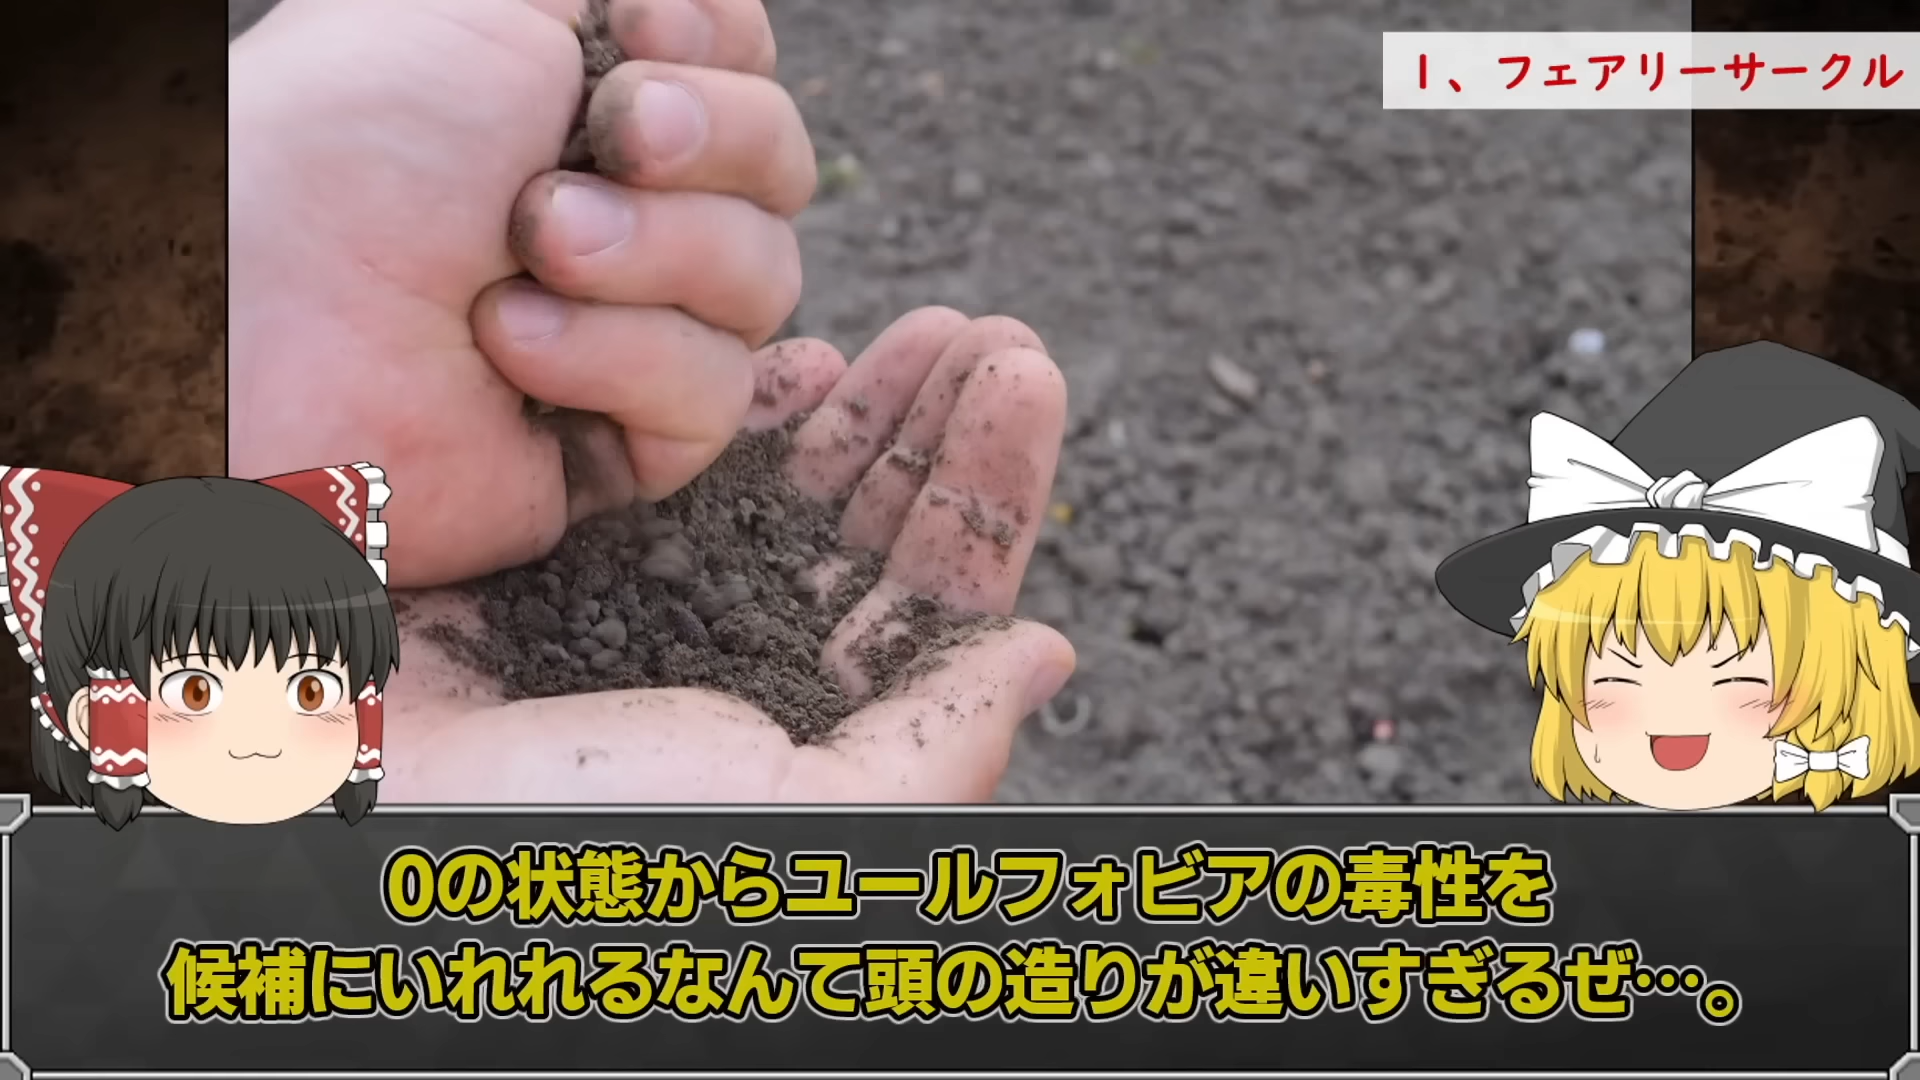 1、フェアリーサークル
0の状態からユールフォビアの毒性を
候補にいれれるなんて頭の造りが違いすぎるぜ…。